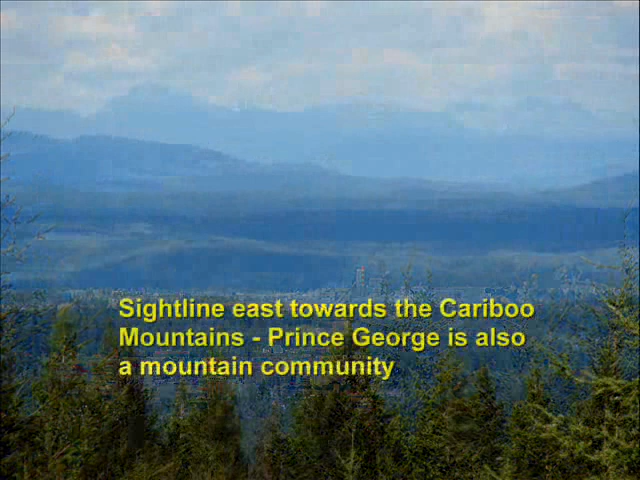 Sightline east towards the Cariboo
Mountains - Prince George is also
a mountain community